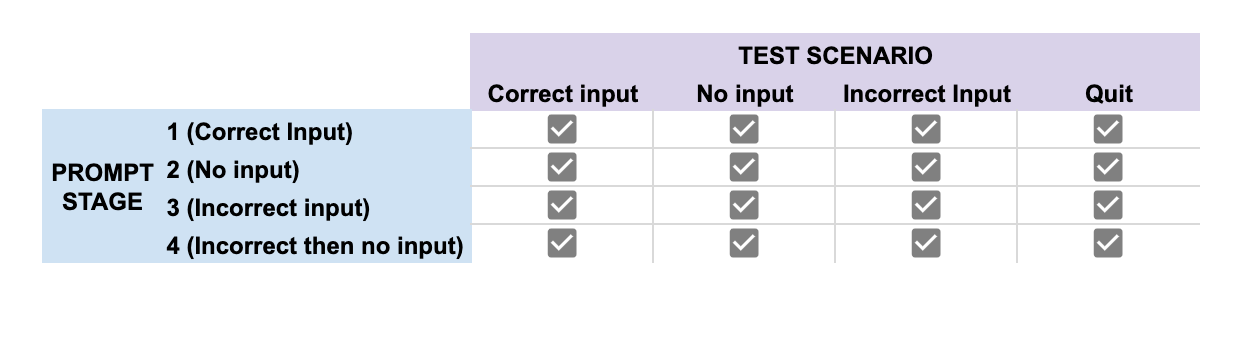 TEST SCENARIO
Correct input No input Incorrect Input Quit
PROMPT STAGE
1 (Correct Input)
2 (No input)
3 (Incorrect input)
4 (Incorrect then no input)